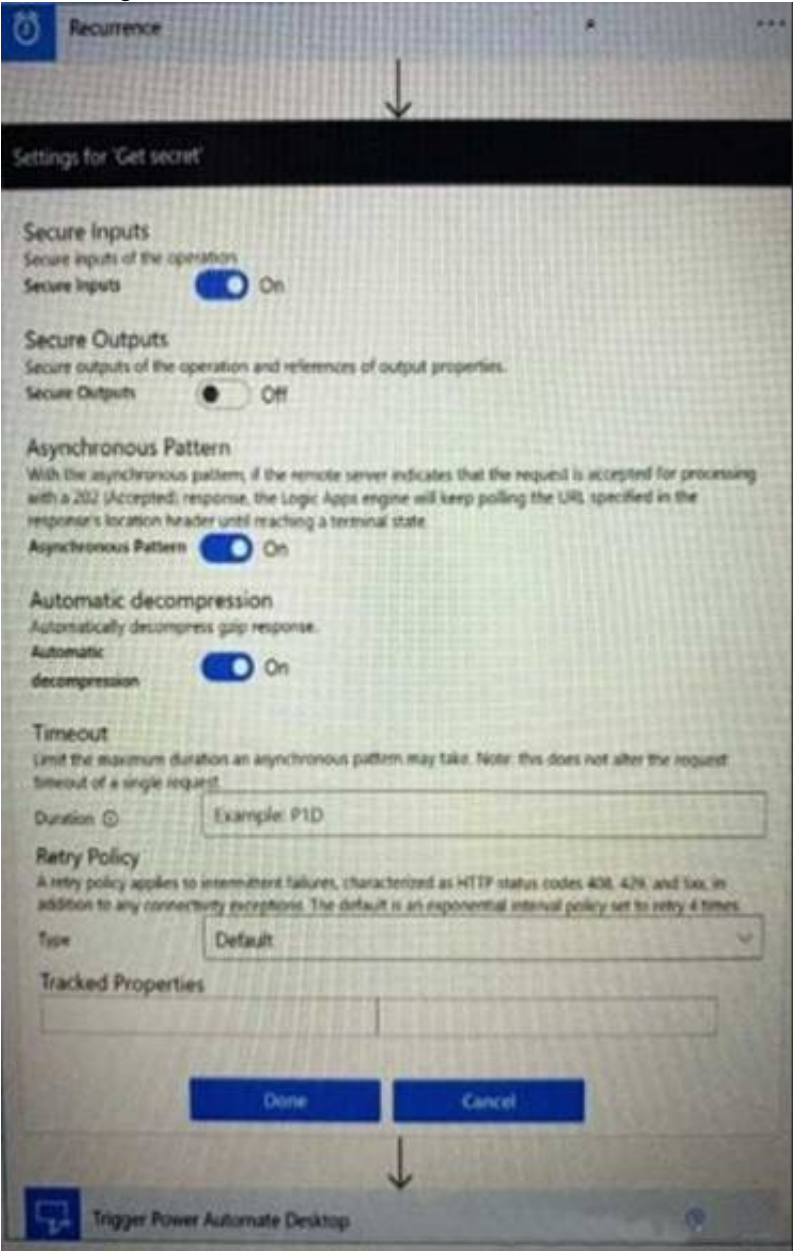 Recurrence
Settings for 'Get secret'
Secure Inputs
Secure inputs of the operation
Secure Inputs On
Secure Outputs
Secure outputs of the operation and references of output properties.
Secure Outputs Off
Asynchronous Pattern
With the asynchronous pattern, if the remote server indicates that the request is accepted for processing
with a 202 (Accepted) response, the Logic Apps engine will keep polling the URL specified in the
response's location header until reaching a terminal state.
Asynchronous Pattern On
Automatic decompression
Automatically decompress gzip response.
Automatic
decompression On
Timeout
Limit the maximum duration an asynchronous pattern may take. Note: this does not alter the request
timeout of a single request.
Duration
Example: P1D
Retry Policy
A retry policy applies to intermittent failures, characterized as HTTP status codes 408, 429, and 5xx, in
addition to any connectivity exceptions. The default is an exponential interval policy set to retry 4 times.
Type Default
Tracked Properties
Done Cancel
Trigger Power Automate Desktop